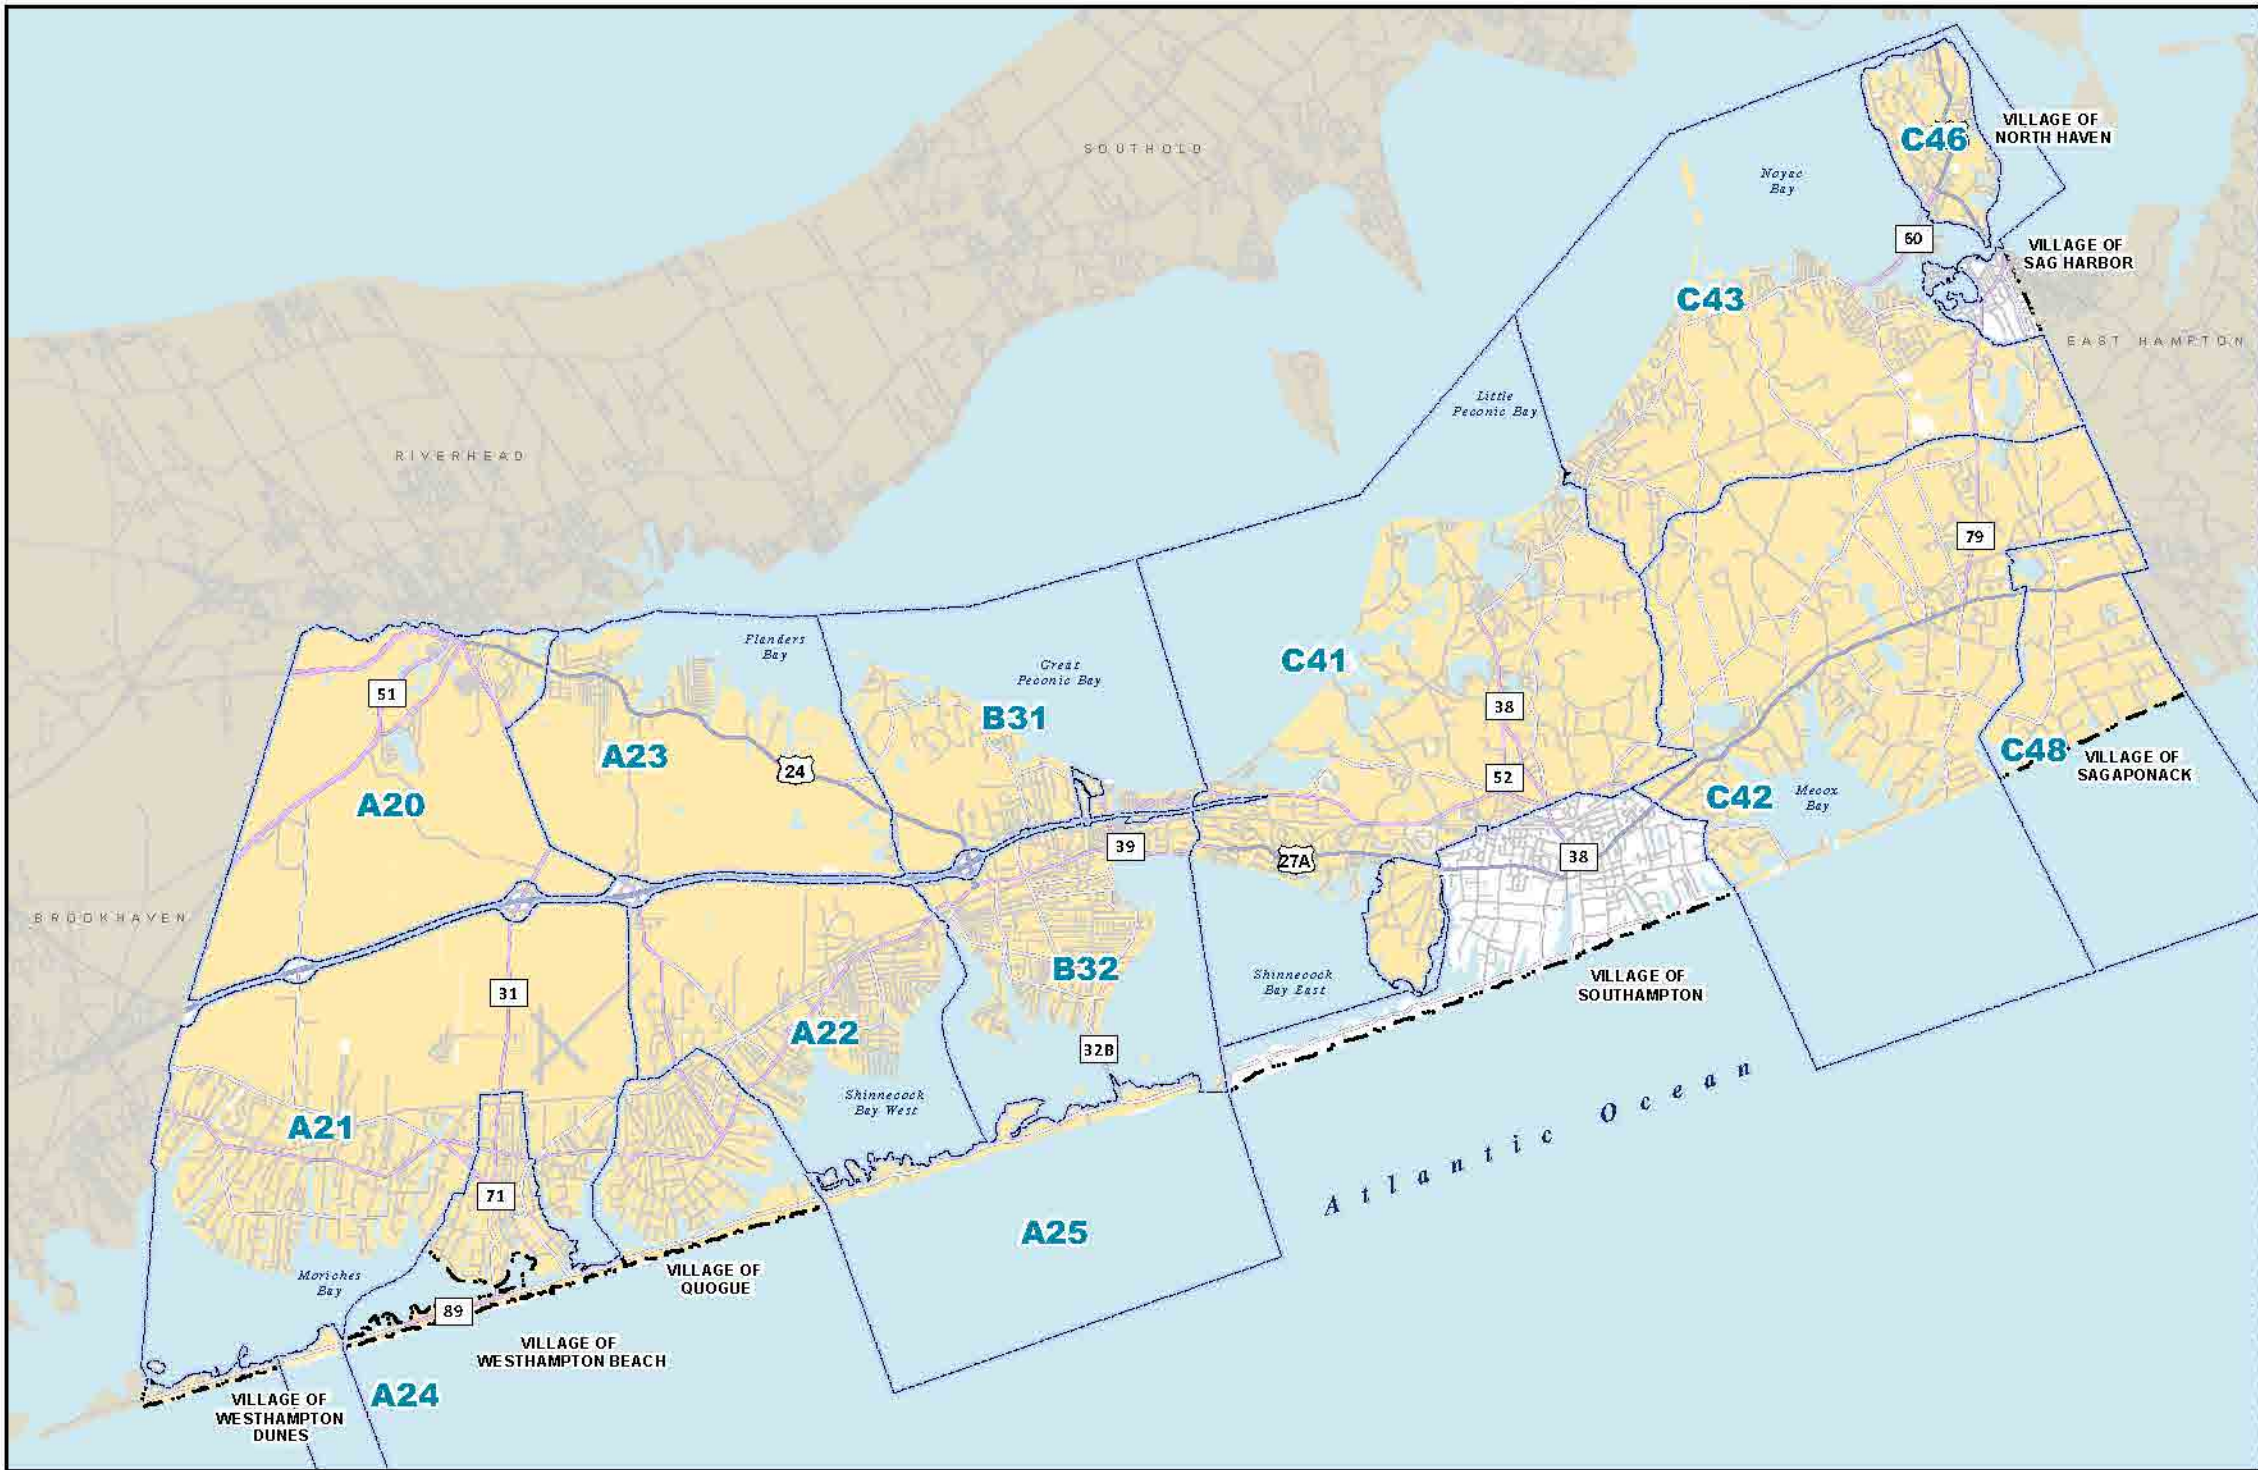 SOUTHOLD
C46
VILLAGE OF
NORTH HAVEN
Noyac
Bay
60
VILLAGE OF
SAG HARBOR
C43
EAST HAMPTON
Little
Peconic Bay
RIVERHEAD
79
Flanders
Bay
Great
Peconic Bay
C41
51
38
B31
A23
24
C48
VILLAGE OF
SAGAPONACK
52
A20
C42
Mecox
Bay
39
27A
38
BROOKHAVEN
B32
Shinnecock
Bay East
VILLAGE OF
SOUTHAMPTON
31
A22
32B
Shinnecock
Bay West
Atlantic Ocean
A21
71
A25
Moriches
Bay
VILLAGE OF
QUOGUE
89
VILLAGE OF
WESTHAMPTON BEACH
A24
VILLAGE OF
WESTHAMPTON
DUNES